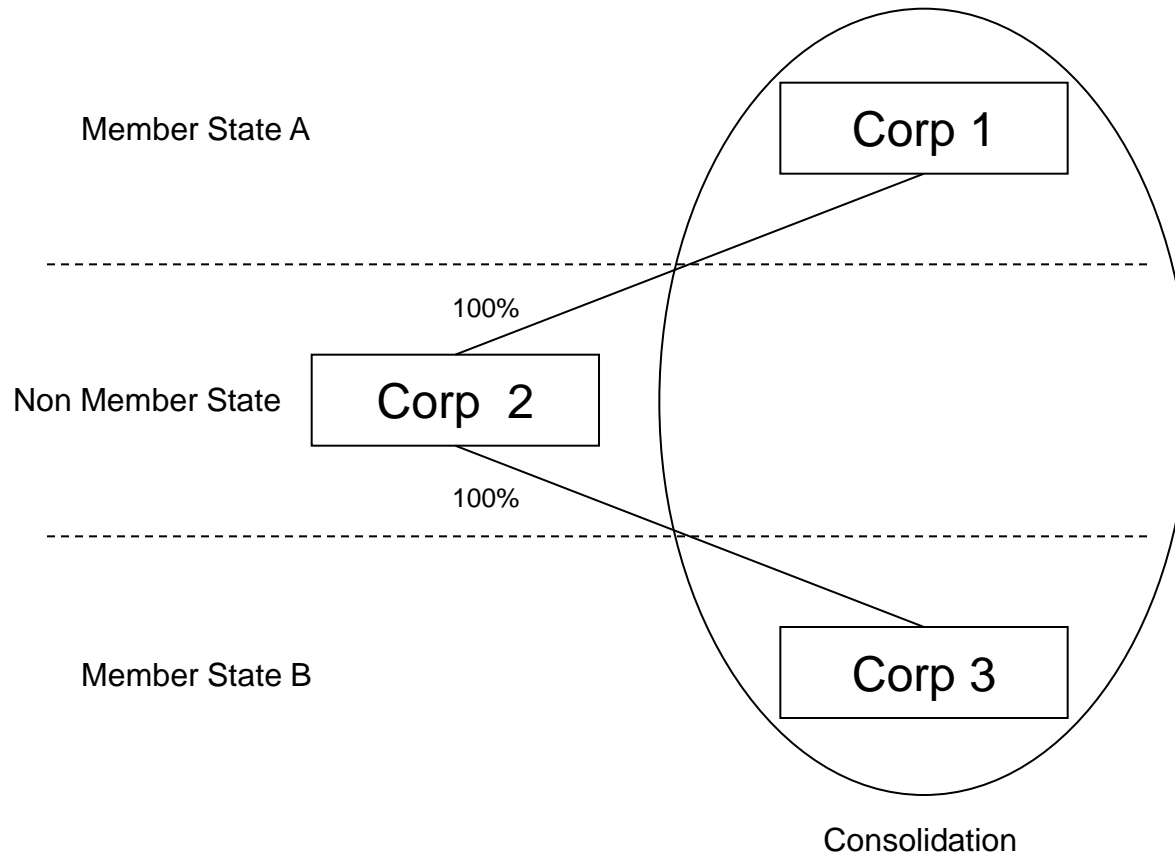 Member State A
Corp 1
100%
Non Member State
Corp 2
100%
Member State B
Corp 3
Consolidation